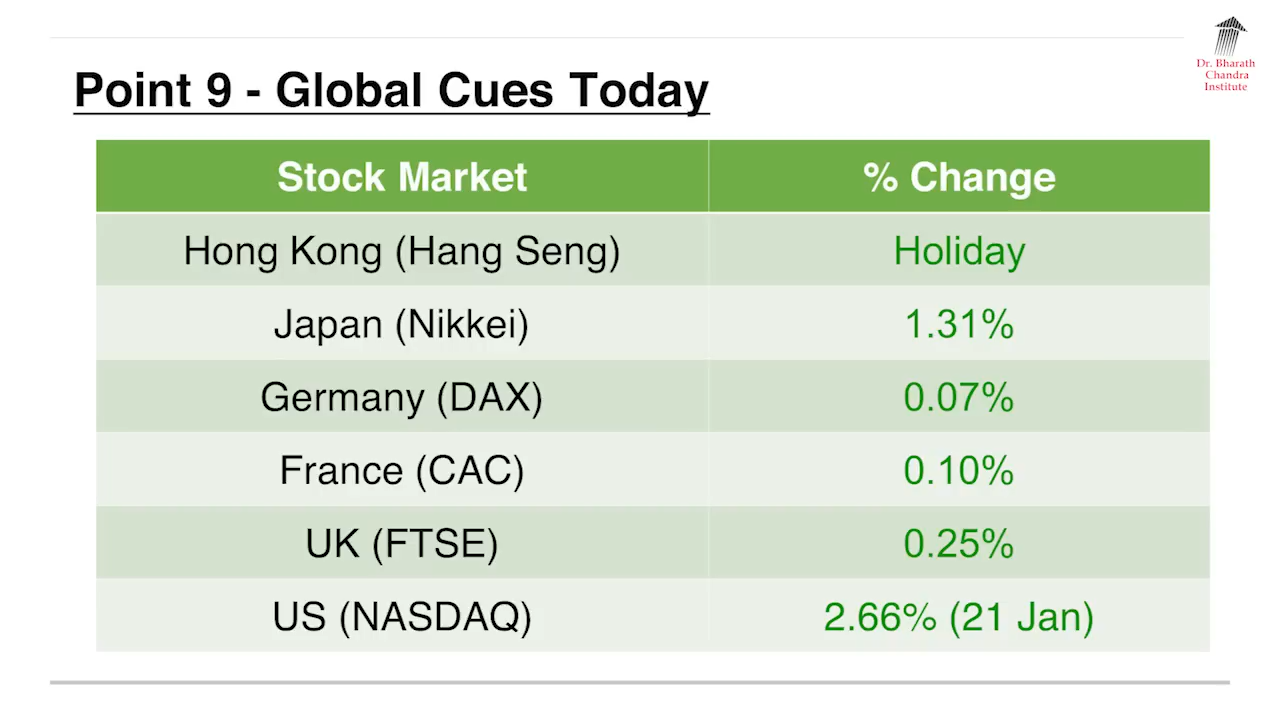 Dr. Bharath
Chandra
Institute
Point 9 - Global Cues Today
Stock Market % Change
Hong Kong (Hang Seng) Holiday
Japan (Nikkei) 1.31%
Germany (DAX) 0.07%
France (CAC) 0.10%
UK (FTSE) 0.25%
US (NASDAQ) 2.66% (21 Jan)